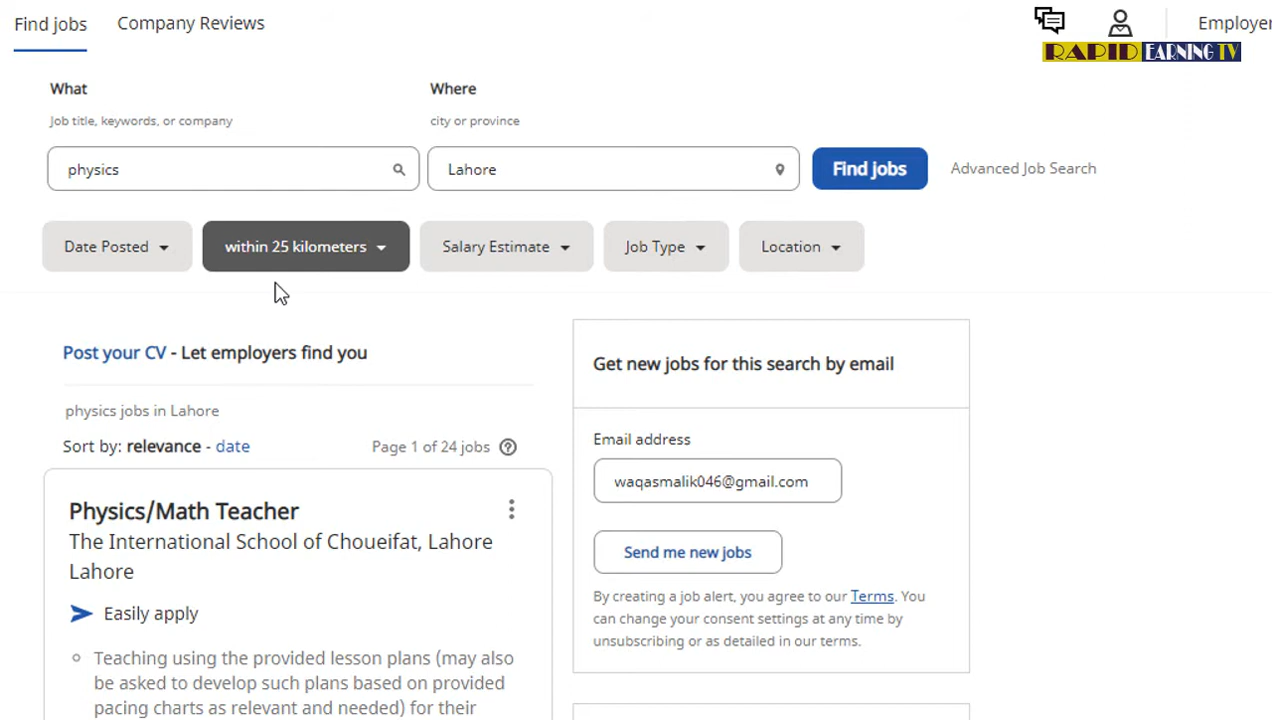 Find jobs
Company Reviews
Employer
RAPID EARNING TV
What
Where
Job title, keywords, or company
city or province
physics
Lahore
Find jobs
Advanced Job Search
Date Posted
within 25 kilometers
Salary Estimate
Job Type
Location
Post your CV - Let employers find you
physics jobs in Lahore
Sort by: relevance - date
Page 1 of 24 jobs ?
Physics/Math Teacher
The International School of Choueifat, Lahore
Lahore
Easily apply
Teaching using the provided lesson plans (may also
be asked to develop such plans based on provided
pacing charts as relevant and needed) for their
Get new jobs for this search by email
Email address
waqasmalik046@gmail.com
Send me new jobs
By creating a job alert, you agree to our Terms. You
can change your consent settings at any time by
unsubscribing or as detailed in our terms.